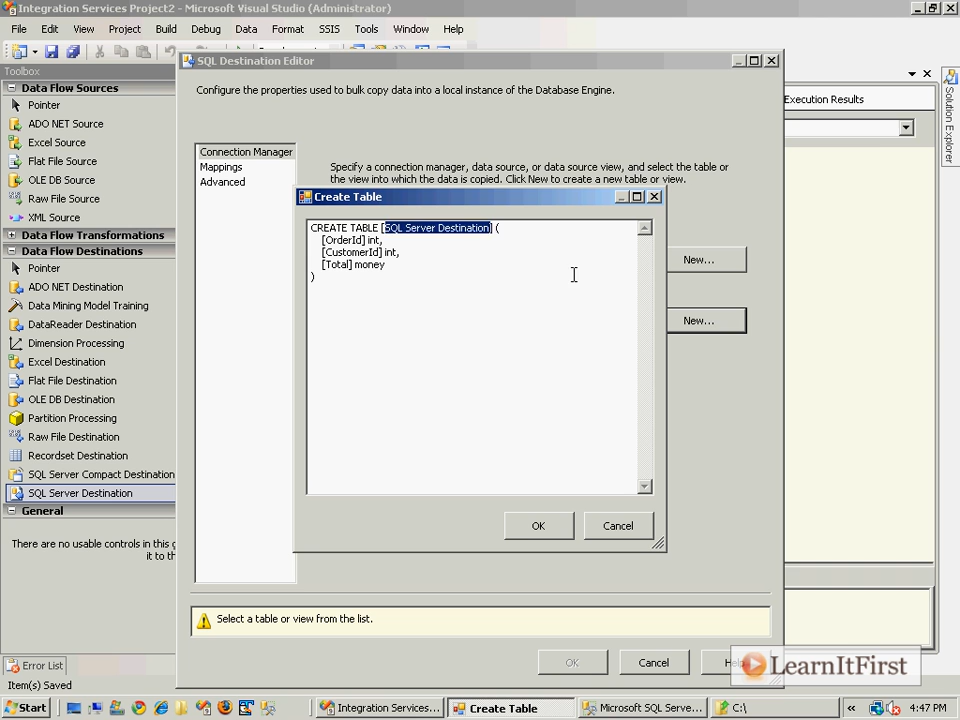 Integration Services Project2 - Microsoft Visual Studio (Administrator)
File Edit View Project Build Debug Data Format SSIS Tools Window Help
Toolbox
Data Flow Sources
Pointer
ADO NET Source
Excel Source
Flat File Source
OLE DB Source
Raw File Source
XML Source
Data Flow Transformations
Data Flow Destinations
Pointer
ADO NET Destination
Data Mining Model Training
DataReader Destination
Dimension Processing
Excel Destination
Flat File Destination
OLE DB Destination
Partition Processing
Raw File Destination
Recordset Destination
SQL Server Compact Destination
SQL Server Destination
General
There are no usable controls in this
it to th
SQL Destination Editor
Configure the properties used to bulk copy data into a local instance of the Database Engine.
Connection Manager
Mappings
Advanced
Specify a connection manager, data source, or data source view, and select the table or
the view into which the data is copied. Click New to create a new table or view.
Create Table
CREATE TABLE [SQL Server Destination] (
[OrderId] int,
[CustomerId] int,
[Total] money
)
OK Cancel
New...
New...
Select a table or view from the list.
OK Cancel Help
Execution Results
Solution Explorer
LearnItFirst
Error List
Item(s) Saved
Start
Integration Services...
Create Table
Microsoft SQL Serve...
C:\
4:47 PM